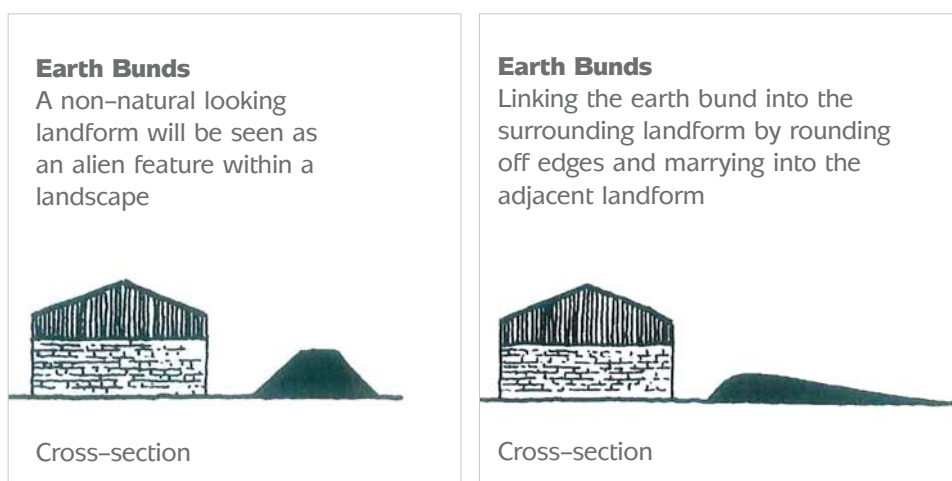 Earth Bunds
A non–natural looking
landform will be seen as
an alien feature within a
landscape
Cross–section
Earth Bunds
Linking the earth bund into the
surrounding landform by rounding
off edges and marrying into the
adjacent landform
Cross–section